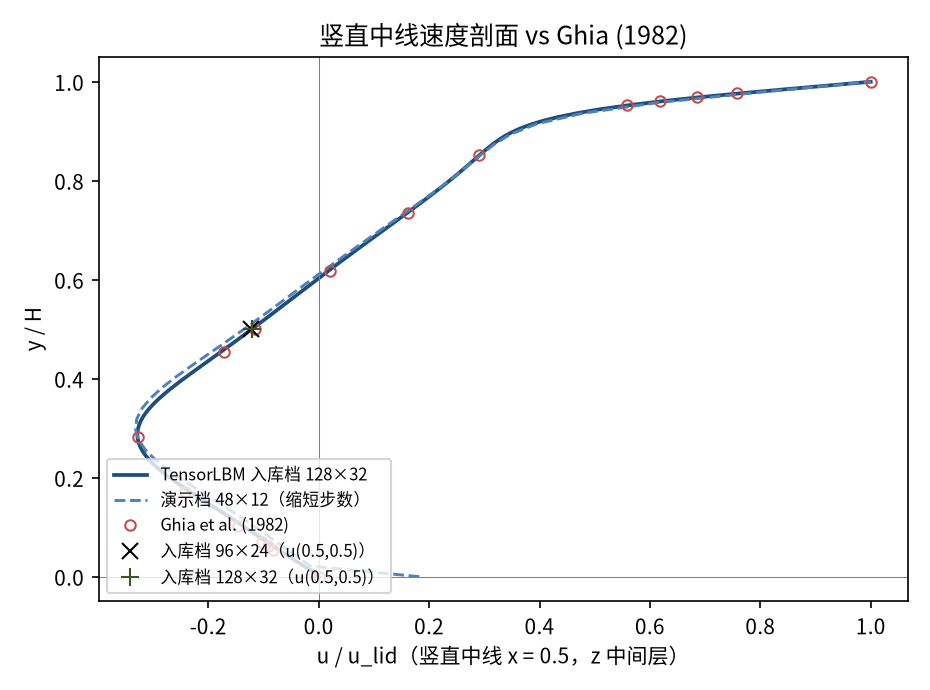 竖直中线速度剖面 vs Ghia (1982)
y / H
1.0
0.8
0.6
0.4
0.2
0.0
TensorLBM 入库档 128×32
演示档 48×12（缩短步数）
Ghia et al. (1982)
入库档 96×24（u(0.5,0.5)）
入库档 128×32（u(0.5,0.5)）
-0.2 0.0 0.2 0.4 0.6 0.8 1.0
u / u_lid（竖直中线 x = 0.5，z 中间层）